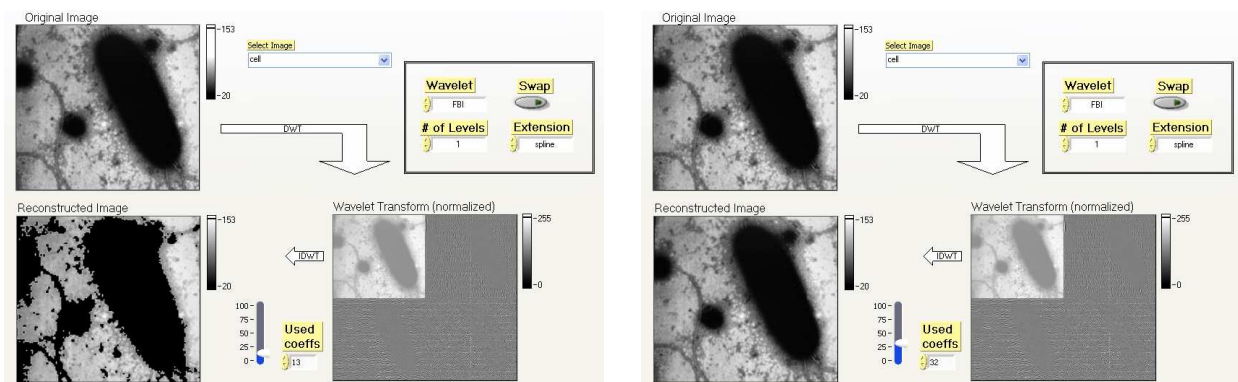 Original Image
-153
-20
Select Image
cell
Wavelet
Swap
FBI
# of Levels
Extension
1
spline
DWT
Reconstructed Image
-153
-20
Wavelet Transform (normalized)
-255
-0
IDWT
100-
75-
50-
25-
0-
Used
coeffs
13
Original Image
-153
-20
Select Image
cell
Wavelet
Swap
FBI
# of Levels
Extension
1
spline
DWT
Reconstructed Image
-153
-20
Wavelet Transform (normalized)
-255
-0
IDWT
100-
75-
50-
25-
0-
Used
coeffs
32